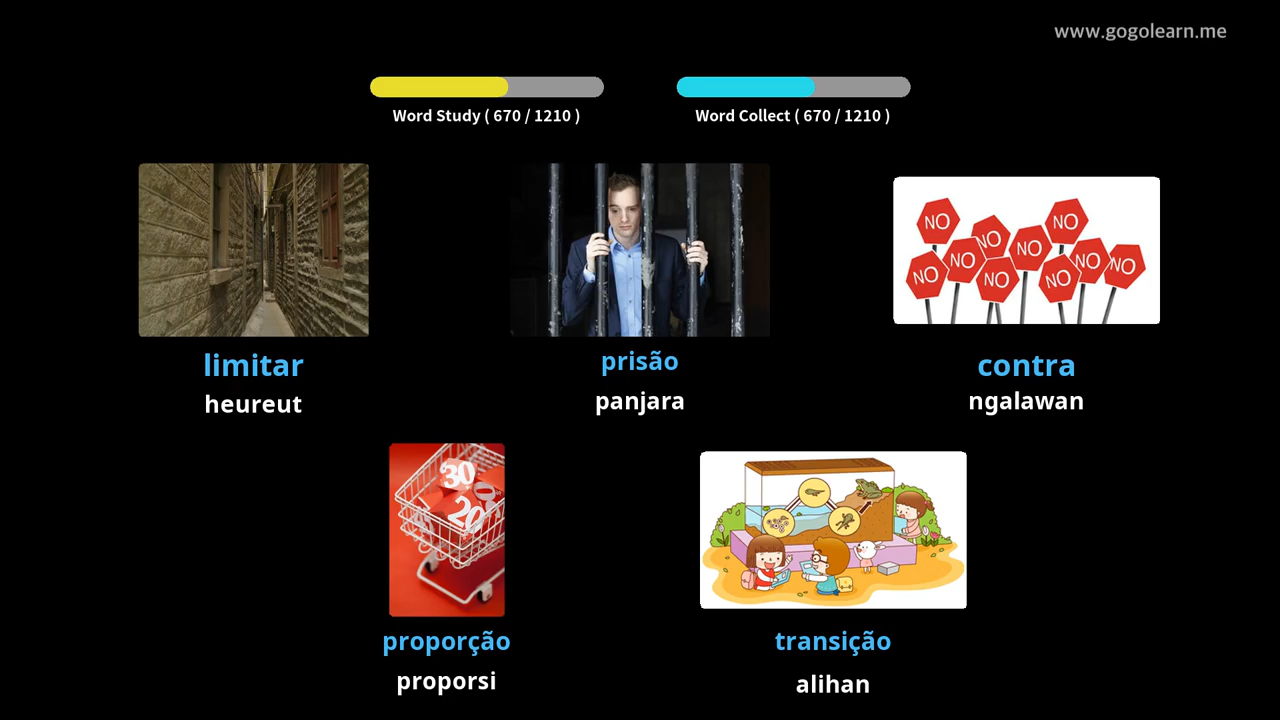 www.gogolearn.me
Word Study ( 670 / 1210 )
Word Collect ( 670 / 1210 )
NO
NO
NO
NO
NO
NO
NO
NO
NO
NO
limitar
heureut
prisão
panjara
contra
ngalawan
30
20
proporção
proporsi
transição
alihan